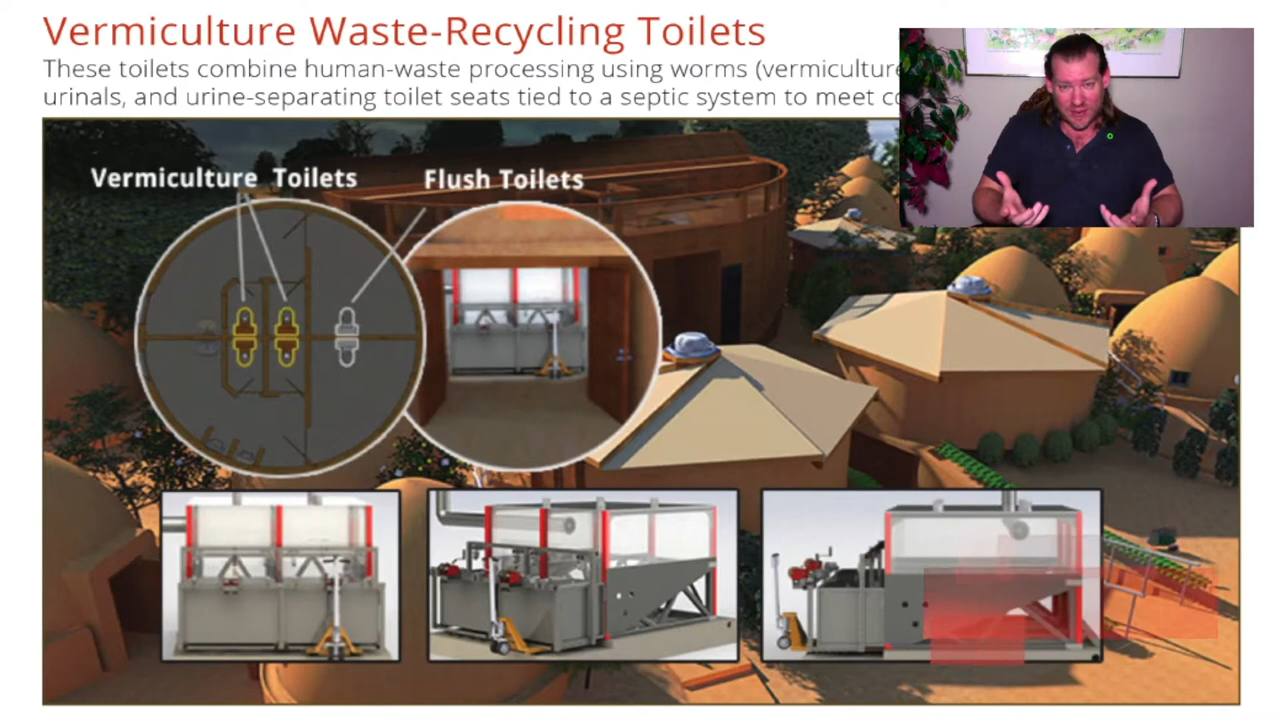 Vermiculture Waste-Recycling Toilets
These toilets combine human-waste processing using worms (vermiculture
urinals, and urine-separating toilet seats tied to a septic system to meet
Vermiculture Toilets
Flush Toilets